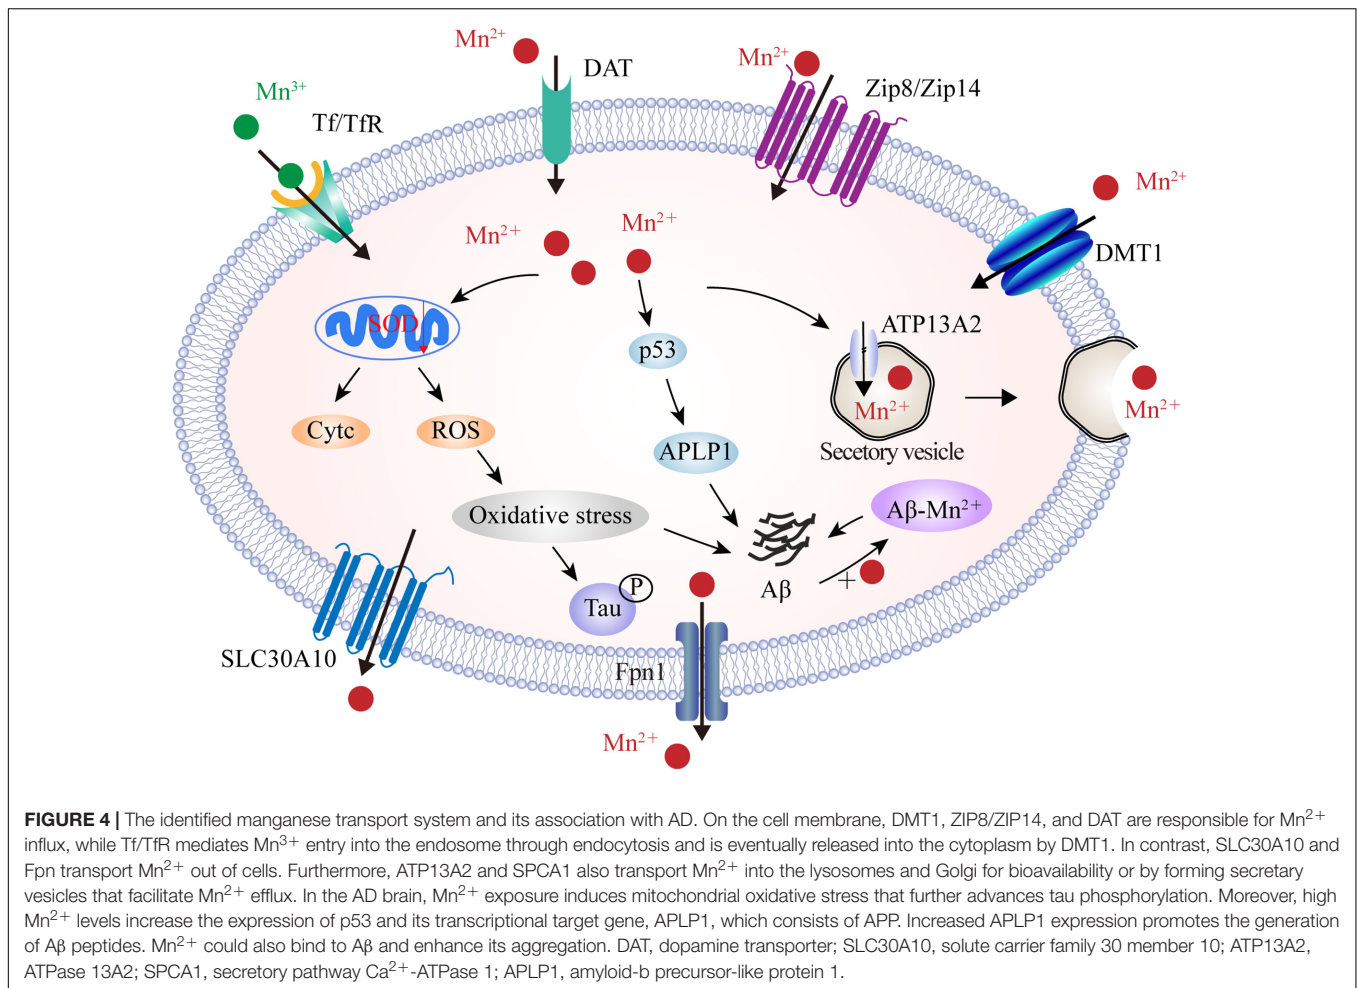 Mn2+
DAT
Mn2+
Zip8/Zip14
Mn3+
Tf/TfR
Mn2+
DMT1
Mn2+
Mn2+
SOD
p53
ATP13A2
Mn2+
Mn2+
Secetory vesicle
Cytc
ROS
APLP1
Oxidative stress
Aβ-Mn2+
Aβ
+
Tau
P
SLC30A10
Fpn1
Mn2+
FIGURE 4 | The identified manganese transport system and its association with AD. On the cell membrane, DMT1, ZIP8/ZIP14, and DAT are responsible for Mn2+
influx, while Tf/TfR mediates Mn3+ entry into the endosome through endocytosis and is eventually released into the cytoplasm by DMT1. In contrast, SLC30A10 and
Fpn transport Mn2+ out of cells. Furthermore, ATP13A2 and SPCA1 also transport Mn2+ into the lysosomes and Golgi for bioavailability or by forming secretary
vesicles that facilitate Mn2+ efflux. In the AD brain, Mn2+ exposure induces mitochondrial oxidative stress that further advances tau phosphorylation. Moreover, high
Mn2+ levels increase the expression of p53 and its transcriptional target gene, APLP1, which consists of APP. Increased APLP1 expression promotes the generation
of Aβ peptides. Mn2+ could also bind to Aβ and enhance its aggregation. DAT, dopamine transporter; SLC30A10, solute carrier family 30 member 10; ATP13A2,
ATPase 13A2; SPCA1, secretory pathway Ca2+-ATPase 1; APLP1, amyloid-b precursor-like protein 1.